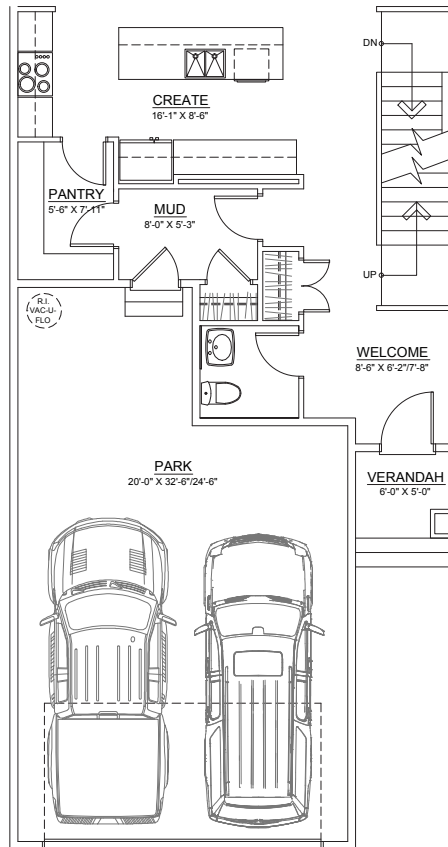 DN
CREATE
16'-1" X 8'-6"
PANTRY
5'-6" X 7'-11"
MUD
8'-0" X 5'-3"
UP
R.I.
VAC-U-
FLO
WELCOME
8'-6" X 6'-2"/7'-8"
PARK
20'-0" X 32'-6"/24'-6"
VERANDAH
6'-0" X 5'-0"